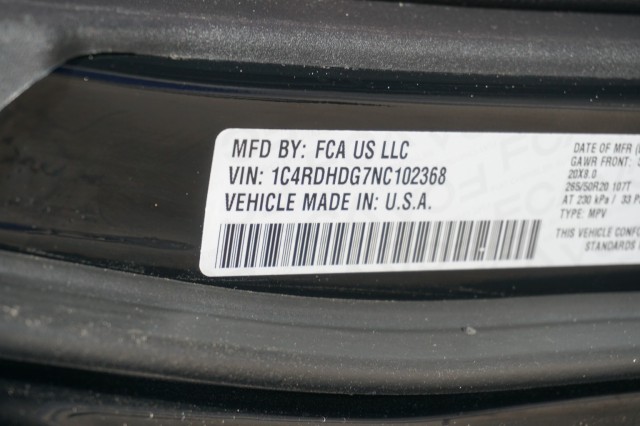 MFD BY: FCA US LLC
VIN: 1C4RDHDG7NC102368
VEHICLE MADE IN: U.S.A.
DATE OF MFR
GAWR FRONT:
20X8.0
265/50R20 107T
AT 230 kPa / 33
TYPE: MPV
THIS VEHICLE
STANDARDS